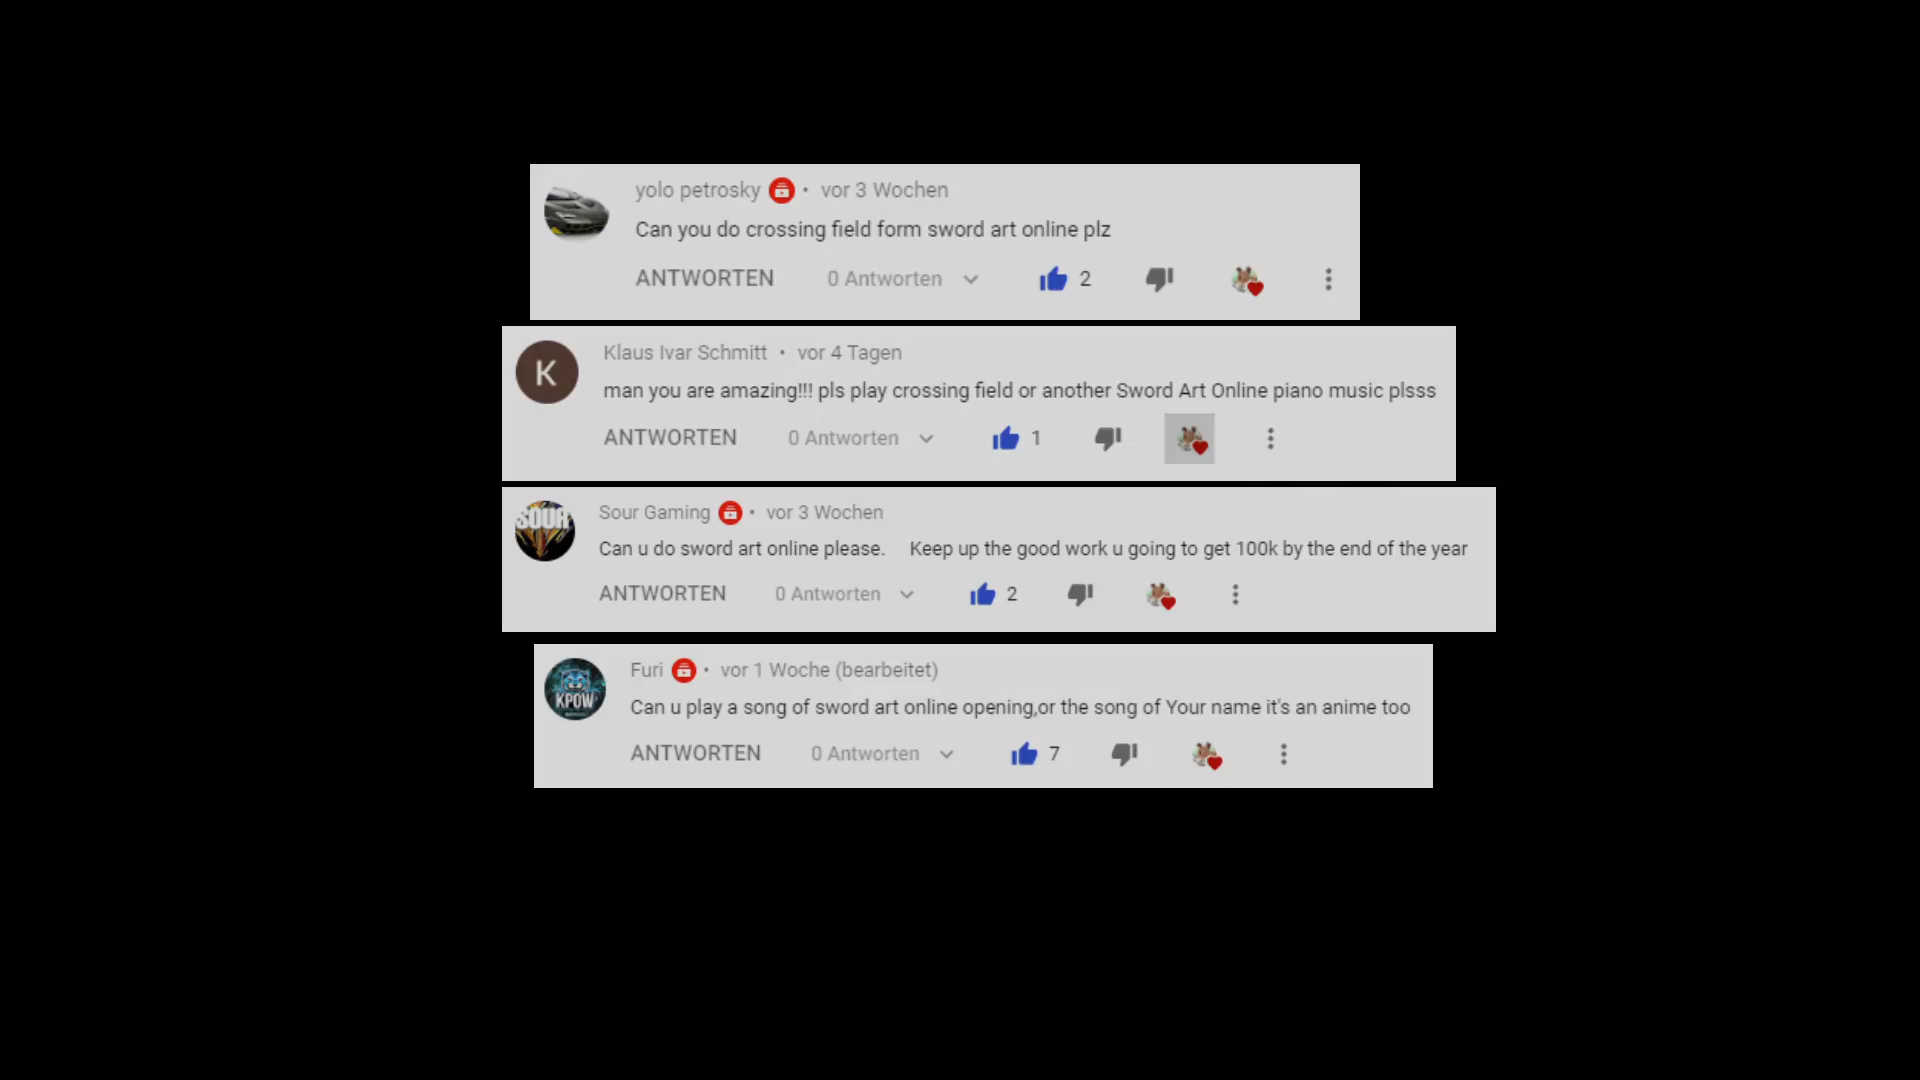 yolo petrosky • vor 3 Wochen
Can you do crossing field form sword art online plz
ANTWORTEN 0 Antworten 2
K
Klaus Ivar Schmitt • vor 4 Tagen
man you are amazing!!! pls play crossing field or another Sword Art Online piano music plsss
ANTWORTEN 0 Antworten 1
SOUR
Sour Gaming • vor 3 Wochen
Can u do sword art online please. Keep up the good work u going to get 100k by the end of the year
ANTWORTEN 0 Antworten 2
KPOW
Furi • vor 1 Woche (bearbeitet)
Can u play a song of sword art online opening,or the song of Your name it's an anime too
ANTWORTEN 0 Antworten 7